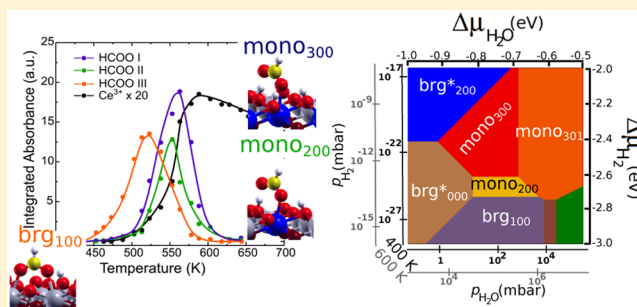 HCOO I
HCOO II
HCOO III
Ce³⁺ x 20
Integrated Absorbance (a.u.)
25
20
15
10
5
450 500 550 600 650 700
Temperature (K)
mono₃₀₀
mono₂₀₀
brg₁₀₀
Δμ_H₂O (eV)
-1.0 -0.9 -0.8 -0.7 -0.6 -0.5
10⁻¹⁷
10⁻²²
10⁻²⁷
10⁻⁹
10⁻¹²
10⁻¹⁵
p_H₂ (mbar)
brg*₂₀₀
mono₃₀₀
mono₃₀₁
brg*₀₀₀
mono₂₀₀
brg₁₀₀
-2.0
-2.2
-2.4
-2.6
-2.8
-3.0
Δμ_H₂ (eV)
400 K
600 K
1 10² 10⁴
10⁴ 10⁶
p_H₂O (mbar)